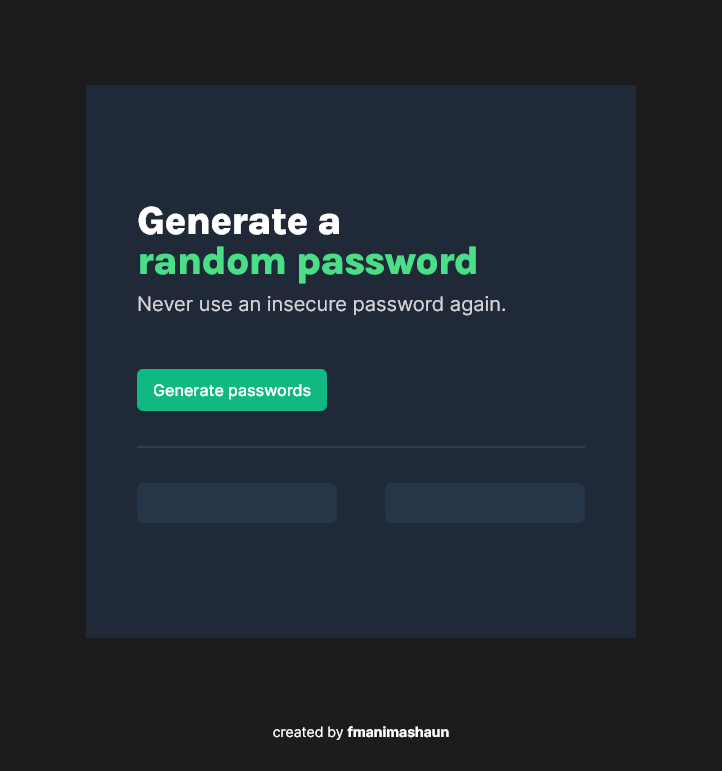 Generate a
random password
Never use an insecure password again.
Generate passwords
created by fmanimashaun